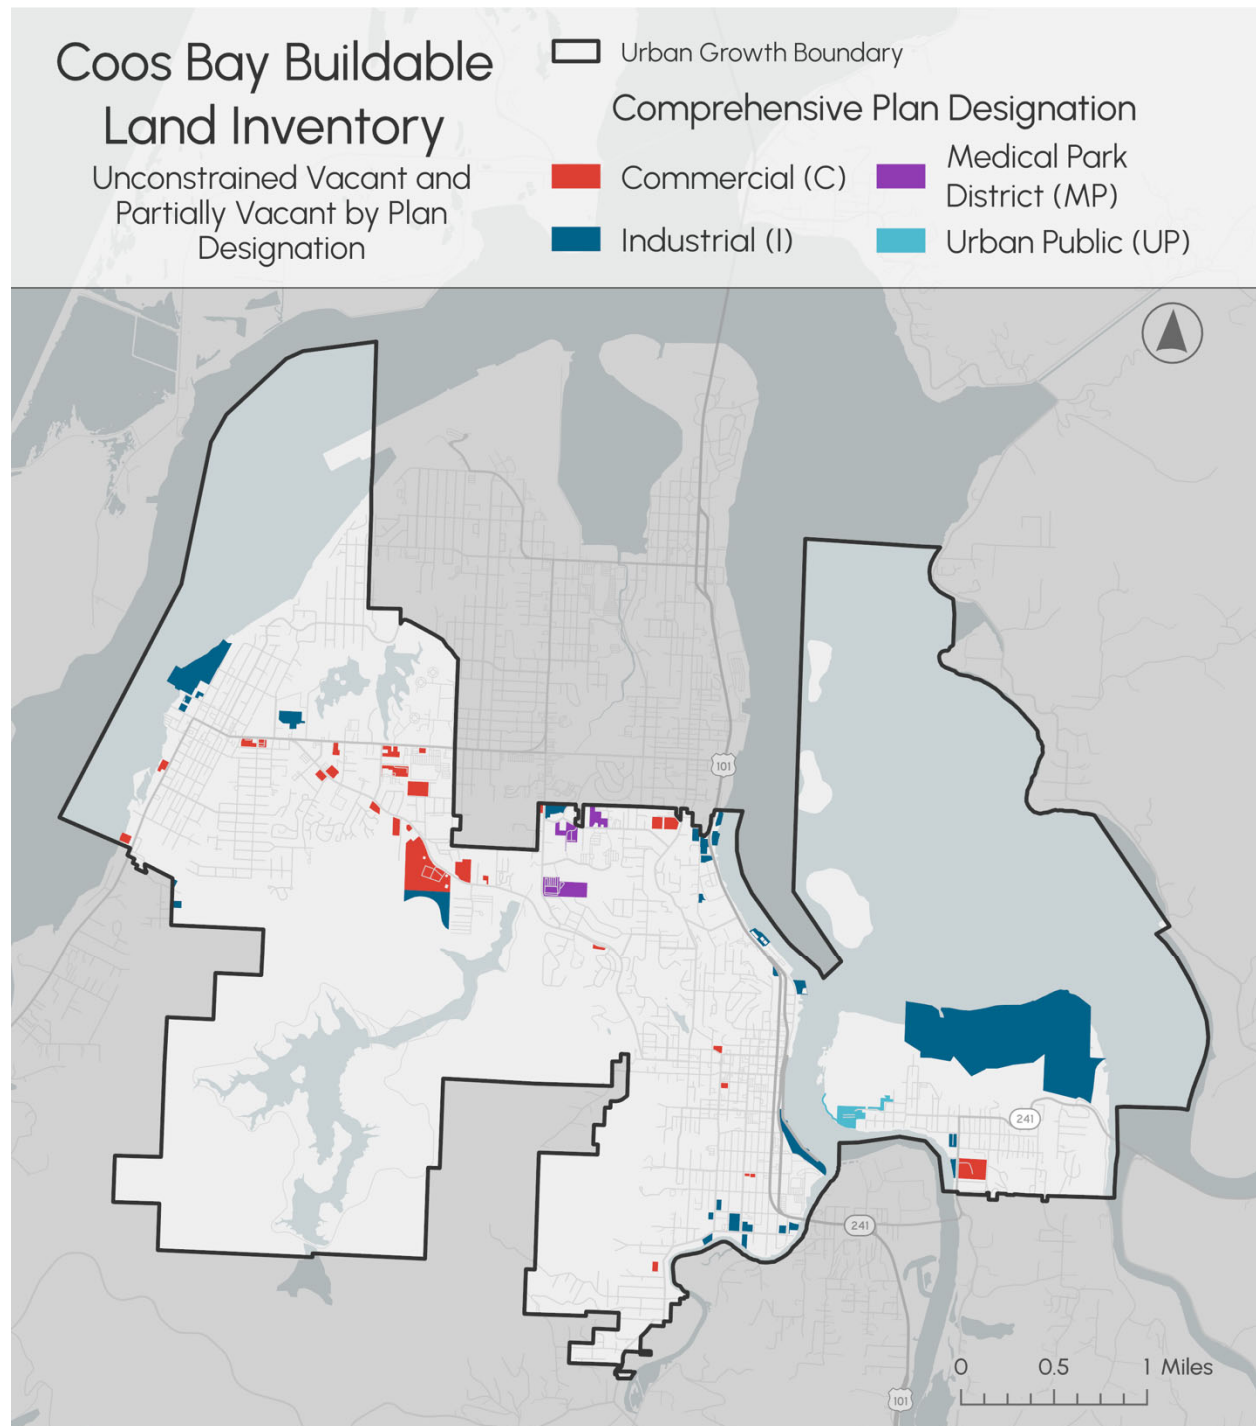 Coos Bay Buildable
Land Inventory
Unconstrained Vacant and
Partially Vacant by Plan
Designation
Urban Growth Boundary
Comprehensive Plan Designation
Commercial (C)
Industrial (I)
Medical Park
District (MP)
Urban Public (UP)
101
241
241
0 0.5 1 Miles
101